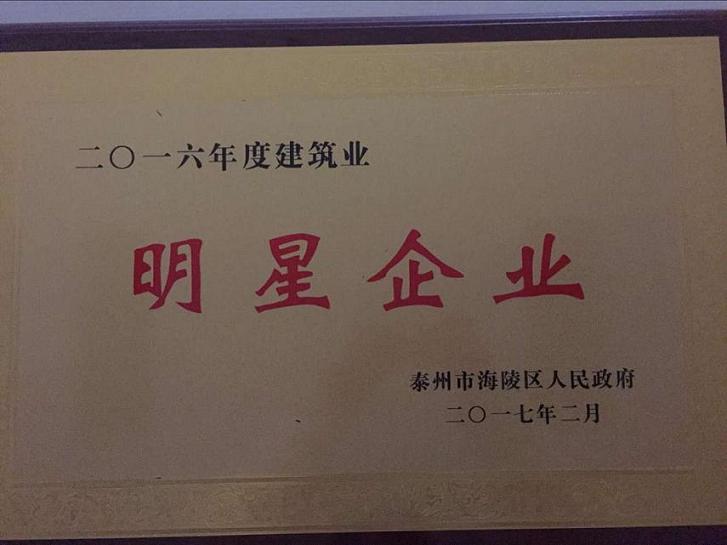 二〇一六年度建筑业
明星企业
泰州市海陵区人民政府
二〇一七年二月